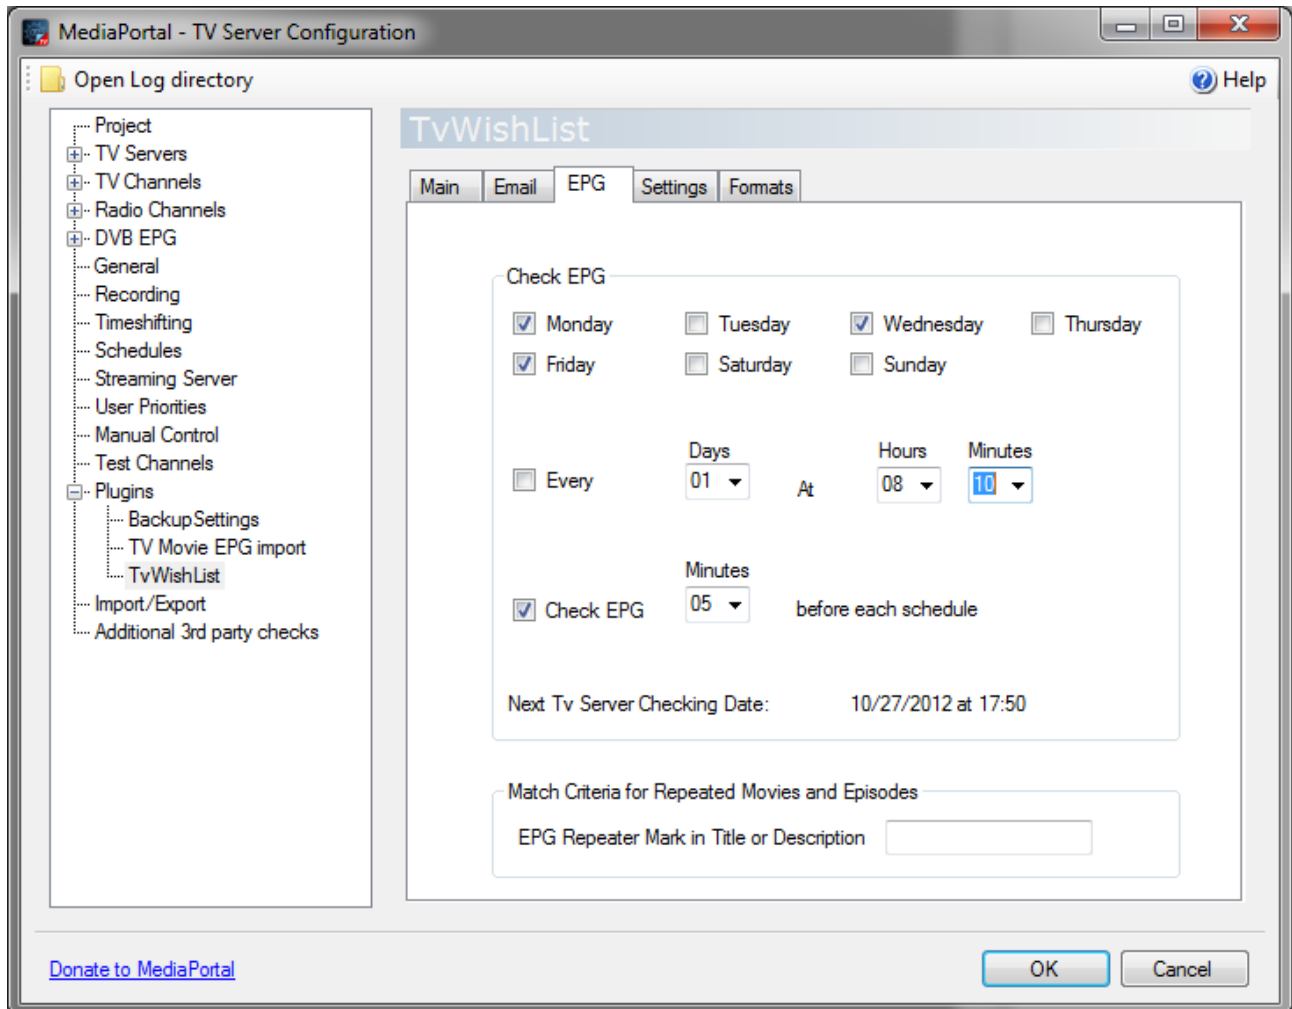 MediaPortal - TV Server Configuration
Open Log directory
Help
Project
TV Servers
TV Channels
Radio Channels
DVB EPG
General
Recording
Timeshifting
Schedules
Streaming Server
User Priorities
Manual Control
Test Channels
Plugins
BackupSettings
TV Movie EPG import
TvWishList
Import/Export
Additional 3rd party checks
TvWishList
Main Email EPG Settings Formats
Check EPG
Monday Tuesday Wednesday Thursday
Friday Saturday Sunday
Days Hours Minutes
Every 01 At 08 10
Minutes
Check EPG 05 before each schedule
Next Tv Server Checking Date: 10/27/2012 at 17:50
Match Criteria for Repeated Movies and Episodes
EPG Repeater Mark in Title or Description
Donate to MediaPortal
OK Cancel